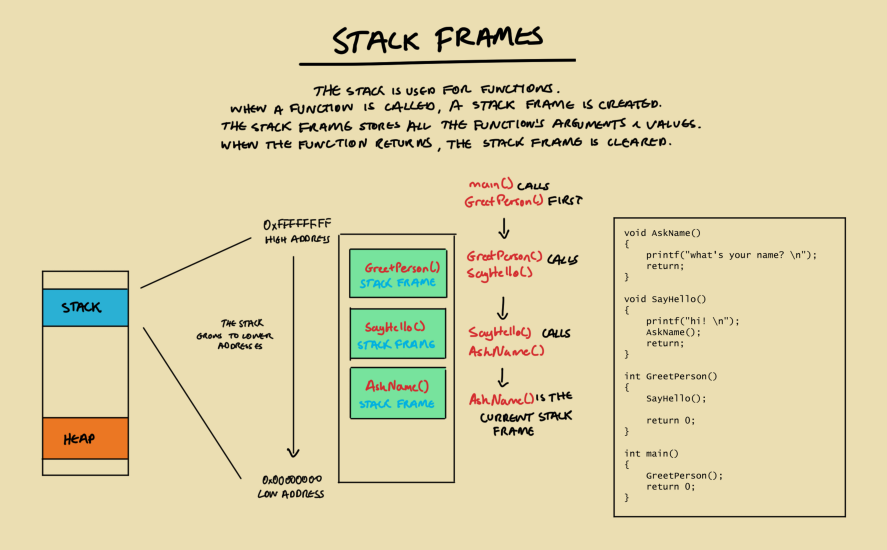 STACK FRAMES
THE STACK IS USED FOR FUNCTIONS.
WHEN A FUNCTION IS CALLED, A STACK FRAME IS CREATED.
THE STACK FRAME STORES ALL THE FUNCTION'S ARGUMENTS & VALUES.
WHEN THE FUNCTION RETURNS, THE STACK FRAME IS CLEARED.
STACK
HEAP
0xFFFFFFFF
HIGH ADDRESS
THE STACK
GROWS TO LOWER
ADDRESSES
0x00000000
LOW ADDRESS
GreetPerson()
STACK FRAME
SayHello()
STACK FRAME
AskName()
STACK FRAME
main() CALLS
GreetPerson() FIRST
GreetPerson() CALLS
SayHello()
SayHello() CALLS
AskName()
AskName() IS THE
CURRENT STACK
FRAME
void AskName()
{
printf("what's your name? \n");
return;
}
void SayHello()
{
printf("hi! \n");
AskName();
return;
}
int GreetPerson()
{
SayHello();
return 0;
}
int main()
{
GreetPerson();
return 0;
}